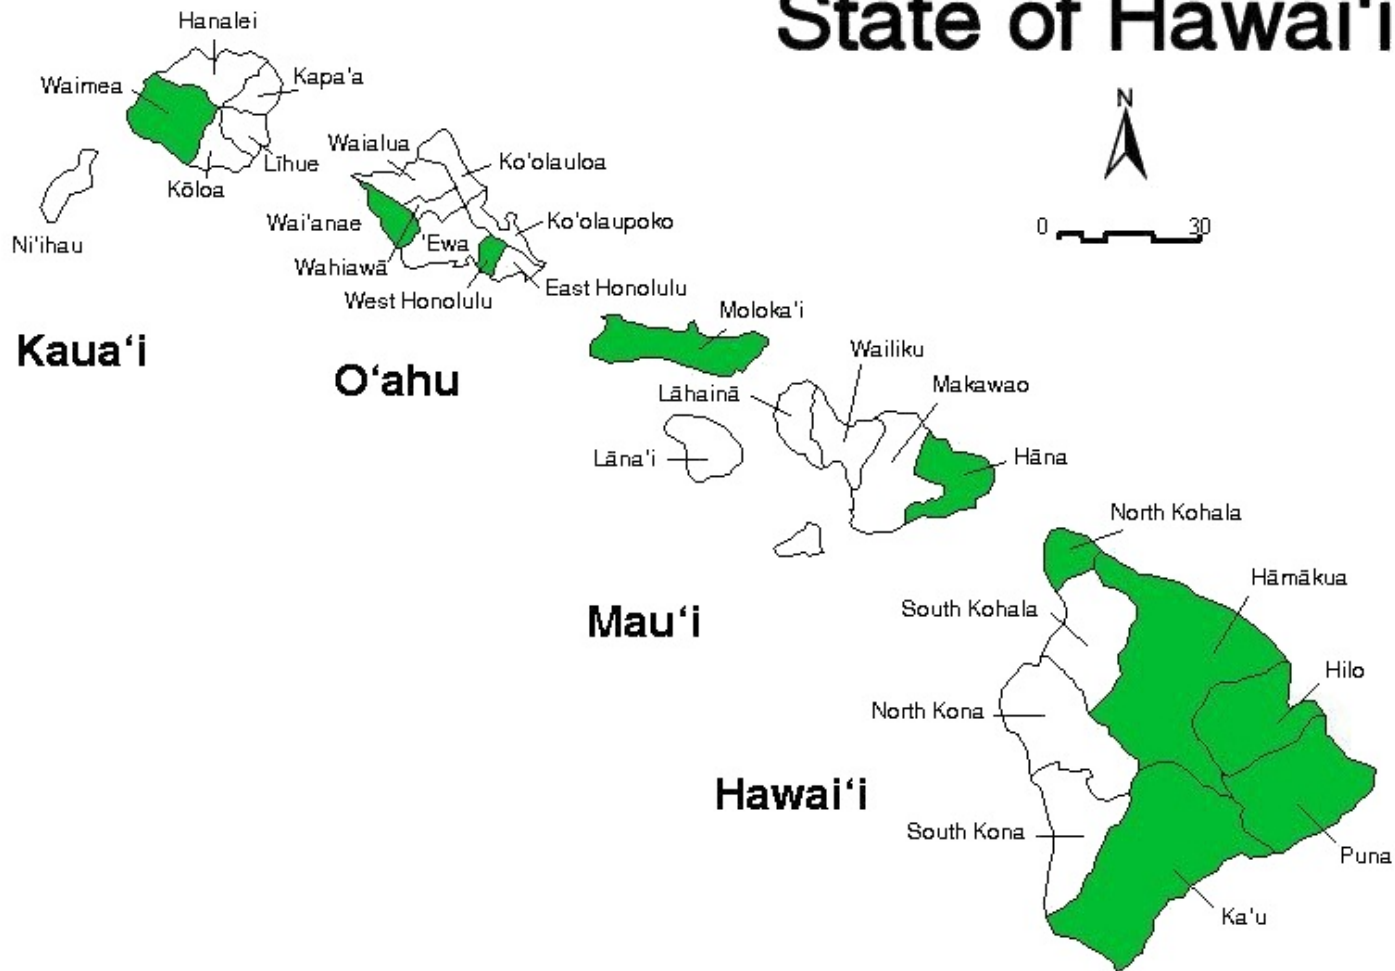 State of Hawai‘i
Hanalei
Waimea
Kapa'a
Līhue
Kōloa
Ni'ihau
Kaua‘i
N
0 30
Waialua
Ko'olauloa
Wai'anae
Ko'olaupoko
'Ewa
Wahiawā
West Honolulu
East Honolulu
O‘ahu
Moloka'i
Wailiku
Lāhainā
Makawao
Lāna'i
Hāna
Mau‘i
North Kohala
Hāmākua
South Kohala
Hilo
North Kona
Hawai‘i
South Kona
Puna
Ka'u